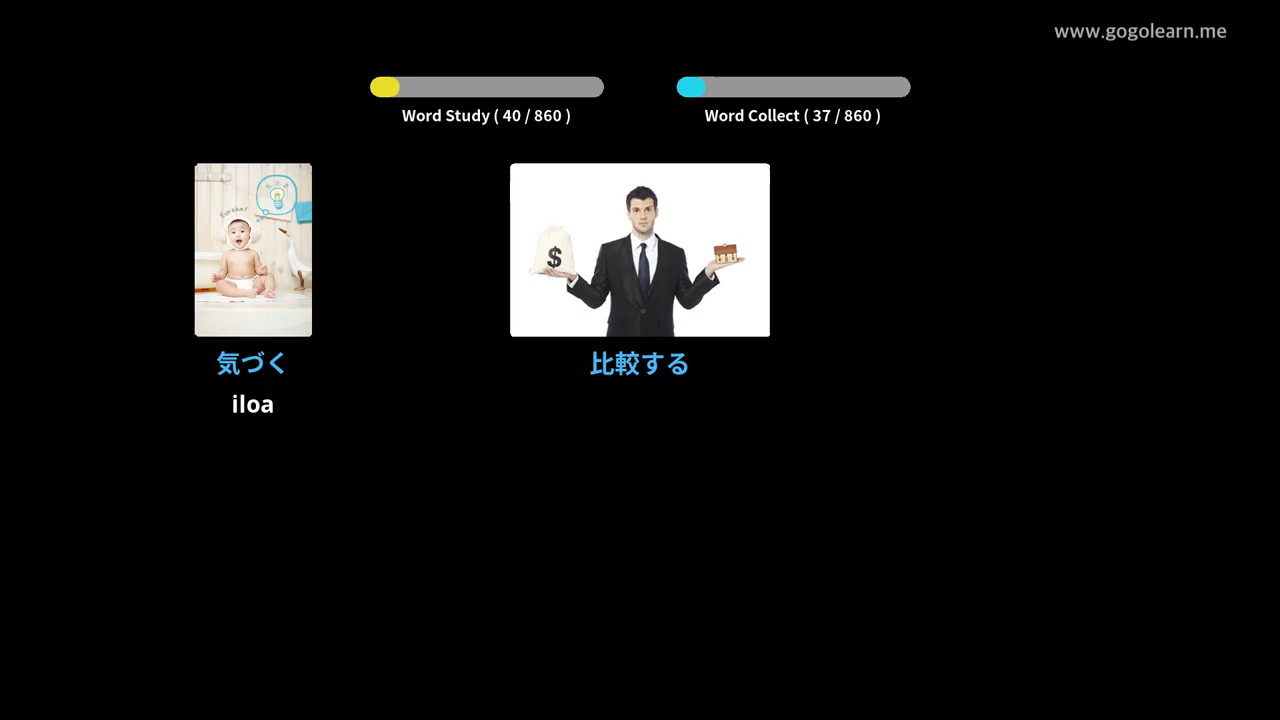 www.gogolearn.me
Word Study ( 40 / 860 )
Word Collect ( 37 / 860 )
Eureka!
$
気づく
比較する
iloa